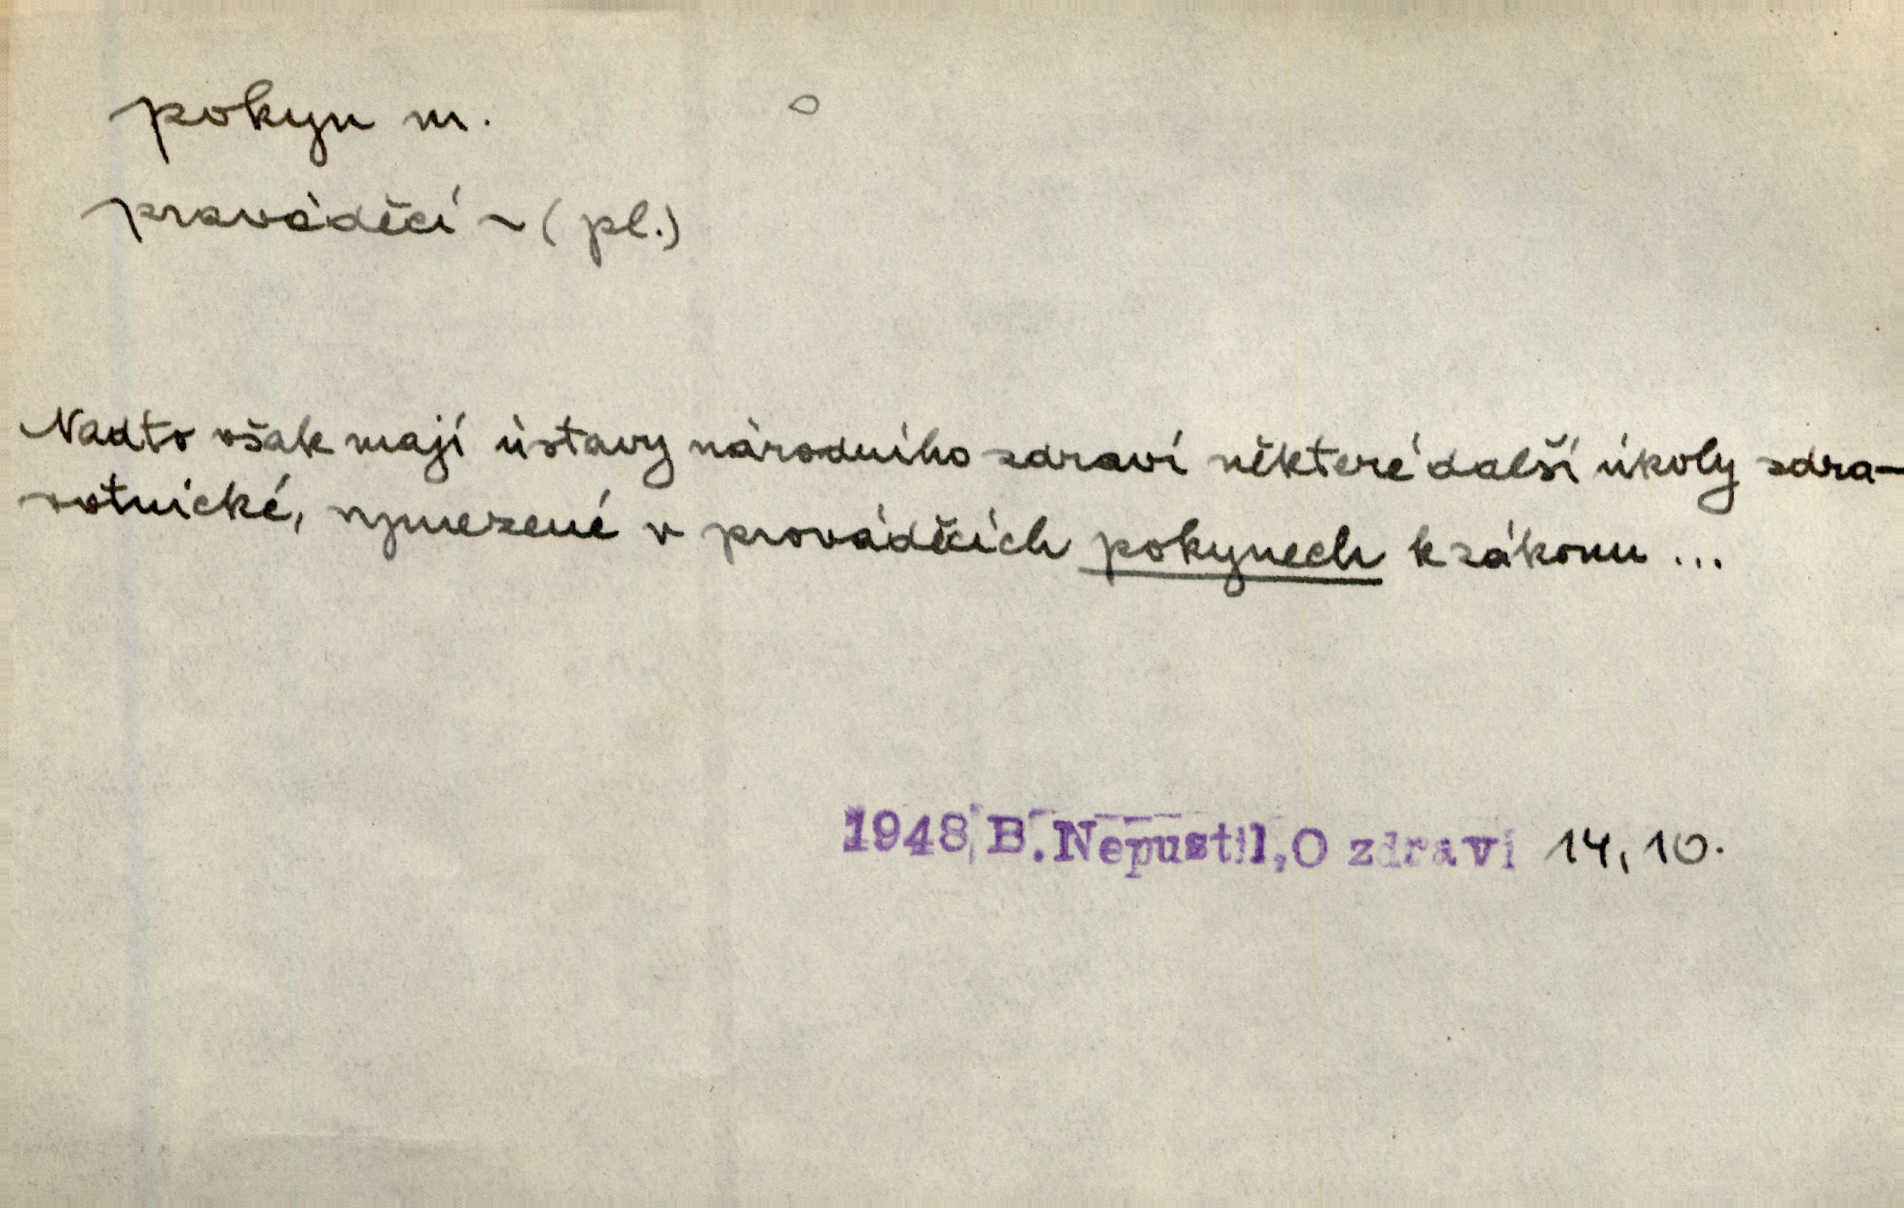 pokyn m.
prováděcí ~ (pl.)
Nadto však mají ústavy národního zdraví některé další úkoly zdra-
votnické, vymezené v prováděcích pokynech k zákonu ...
1948, B. Nepustil, O zdraví 14, 10.